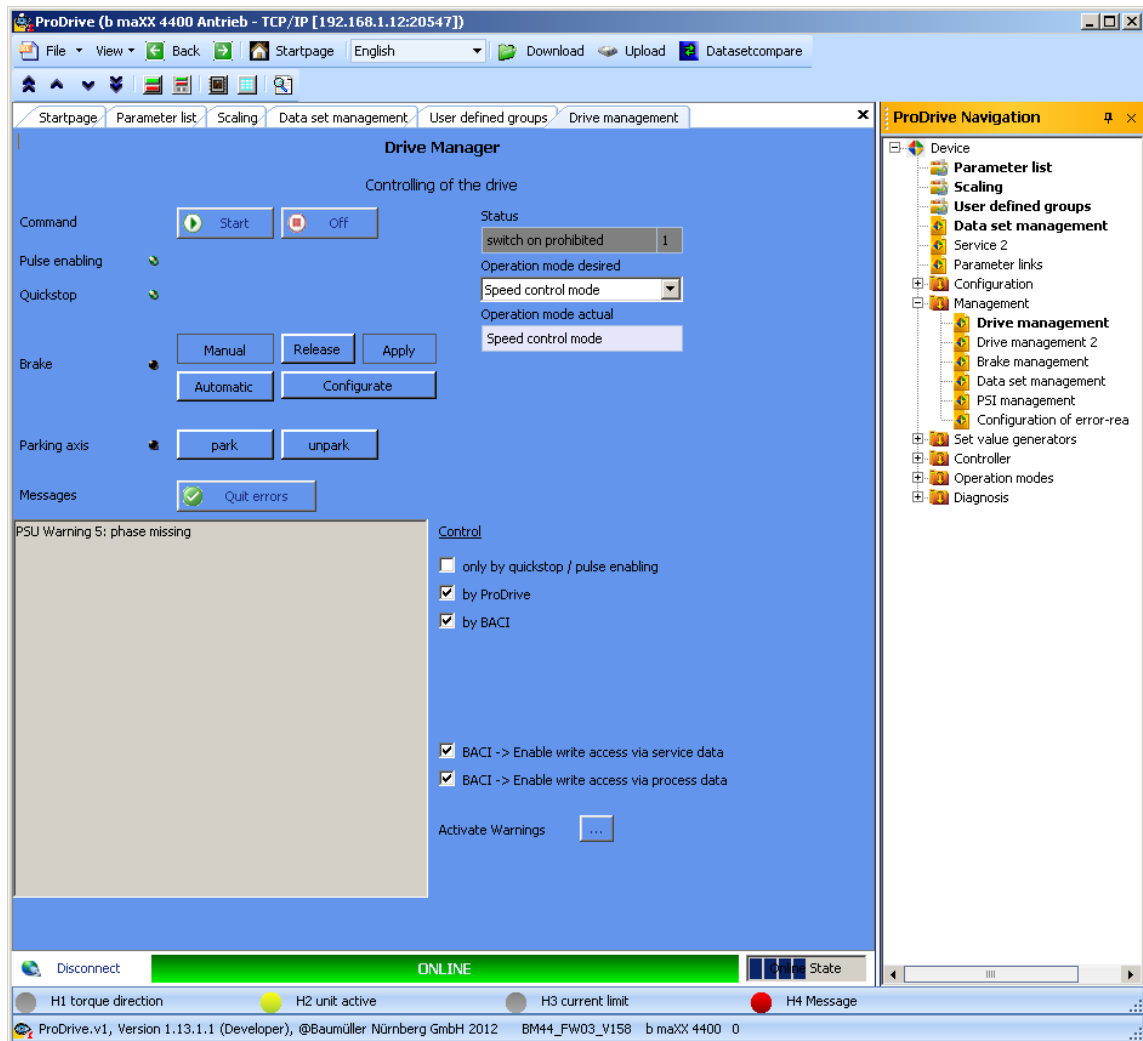 ProDrive (b maXX 4400 Antrieb - TCP/IP [192.168.1.12:20547])
File View Back Startpage English Download Upload Datasetcompare
Startpage Parameter list Scaling Data set management User defined groups Drive management
Drive Manager
Controlling of the drive
Command Start Off
Status
switch on prohibited 1
Pulse enabling
Operation mode desired
Speed control mode
Quickstop
Operation mode actual
Speed control mode
Brake
Manual Release Apply
Automatic Configurate
Parking axis park unpark
Messages Quit errors
PSU Warning 5: phase missing
Control
only by quickstop / pulse enabling
by ProDrive
by BACI
BACI -> Enable write access via service data
BACI -> Enable write access via process data
Activate Warnings ...
Disconnect ONLINE Online State
ProDrive Navigation
Device
Parameter list
Scaling
User defined groups
Data set management
Service 2
Parameter links
Configuration
Management
Drive management
Drive management 2
Brake management
Data set management
PSI management
Configuration of error-rea
Set value generators
Controller
Operation modes
Diagnosis
H1 torque direction H2 unit active H3 current limit H4 Message
ProDrive.v1, Version 1.13.1.1 (Developer), @Baumüller Nürnberg GmbH 2012 BM44_FW03_V158 b maXX 4400 0